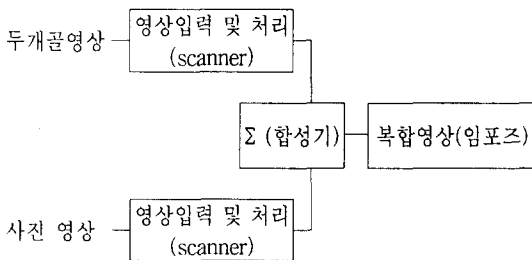 두개골영상
영상입력 및 처리
(scanner)
Σ (합성기)
복합영상(임포즈)
사진 영상
영상입력 및 처리
(scanner)